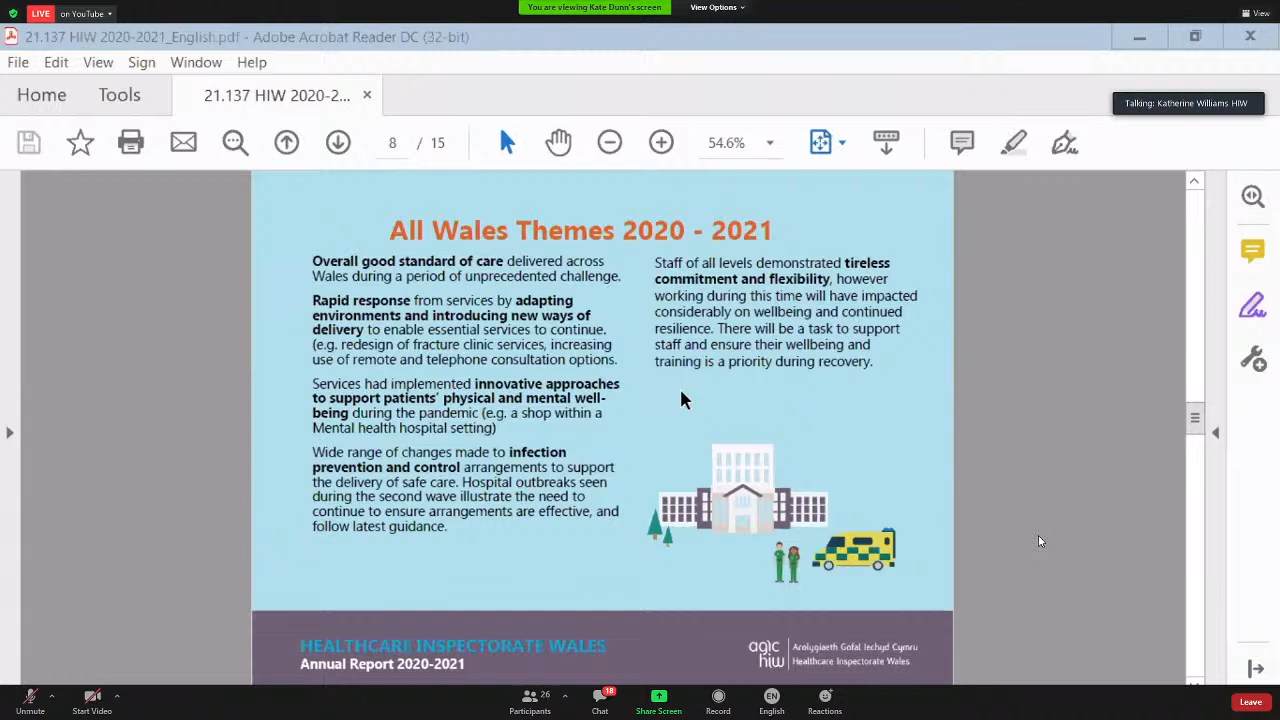 LIVE on YouTube
You are viewing Kate Dunn's screen
View Options
View
21.137 HIW 2020-2021_English.pdf - Adobe Acrobat Reader DC (32-bit)
File Edit View Sign Window Help
Home Tools 21.137 HIW 2020-2...
Talking: Katherine Williams HIW
8 / 15 54.6%
All Wales Themes 2020 - 2021
Overall good standard of care delivered across
Wales during a period of unprecedented challenge.
Rapid response from services by adapting
environments and introducing new ways of
delivery to enable essential services to continue.
(e.g. redesign of fracture clinic services, increasing
use of remote and telephone consultation options.
Services had implemented innovative approaches
to support patients' physical and mental well-
being during the pandemic (e.g. a shop within a
Mental health hospital setting)
Wide range of changes made to infection
prevention and control arrangements to support
the delivery of safe care. Hospital outbreaks seen
during the second wave illustrate the need to
continue to ensure arrangements are effective, and
follow latest guidance.
Staff of all levels demonstrated tireless
commitment and flexibility, however
working during this time will have impacted
considerably on wellbeing and continued
resilience. There will be a task to support
staff and ensure their wellbeing and
training is a priority during recovery.
HEALTHCARE INSPECTORATE WALES
Annual Report 2020-2021
agic
hiw
Arolygiaeth Gofal Iechyd Cymru
Healthcare Inspectorate Wales
Unmute
Start Video
26
Participants
18
Chat
Share Screen
Record
EN
English
Reactions
Leave